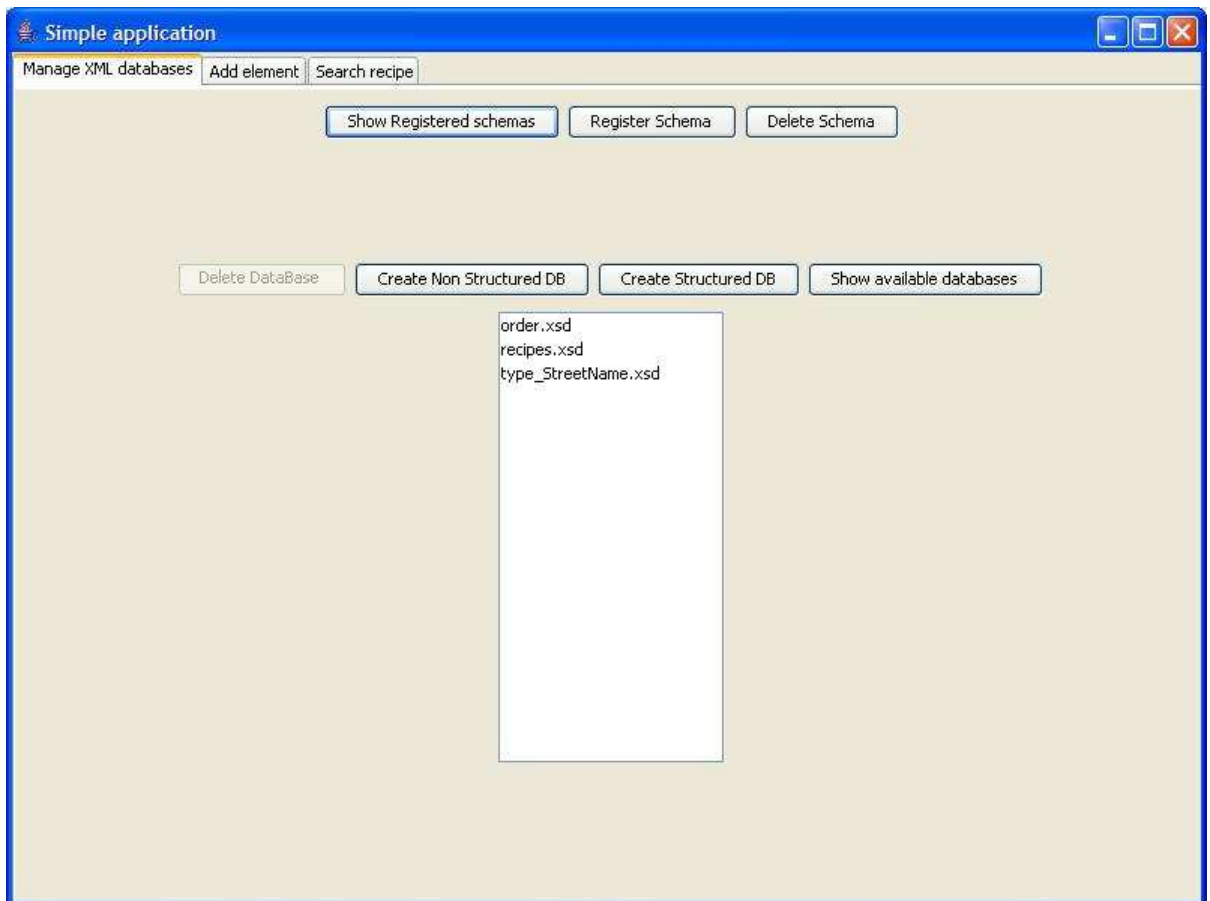 Simple application
Manage XML databases Add element Search recipe
Show Registered schemas Register Schema Delete Schema
Delete DataBase Create Non Structured DB Create Structured DB Show available databases
order.xsd
recipes.xsd
type_StreetName.xsd